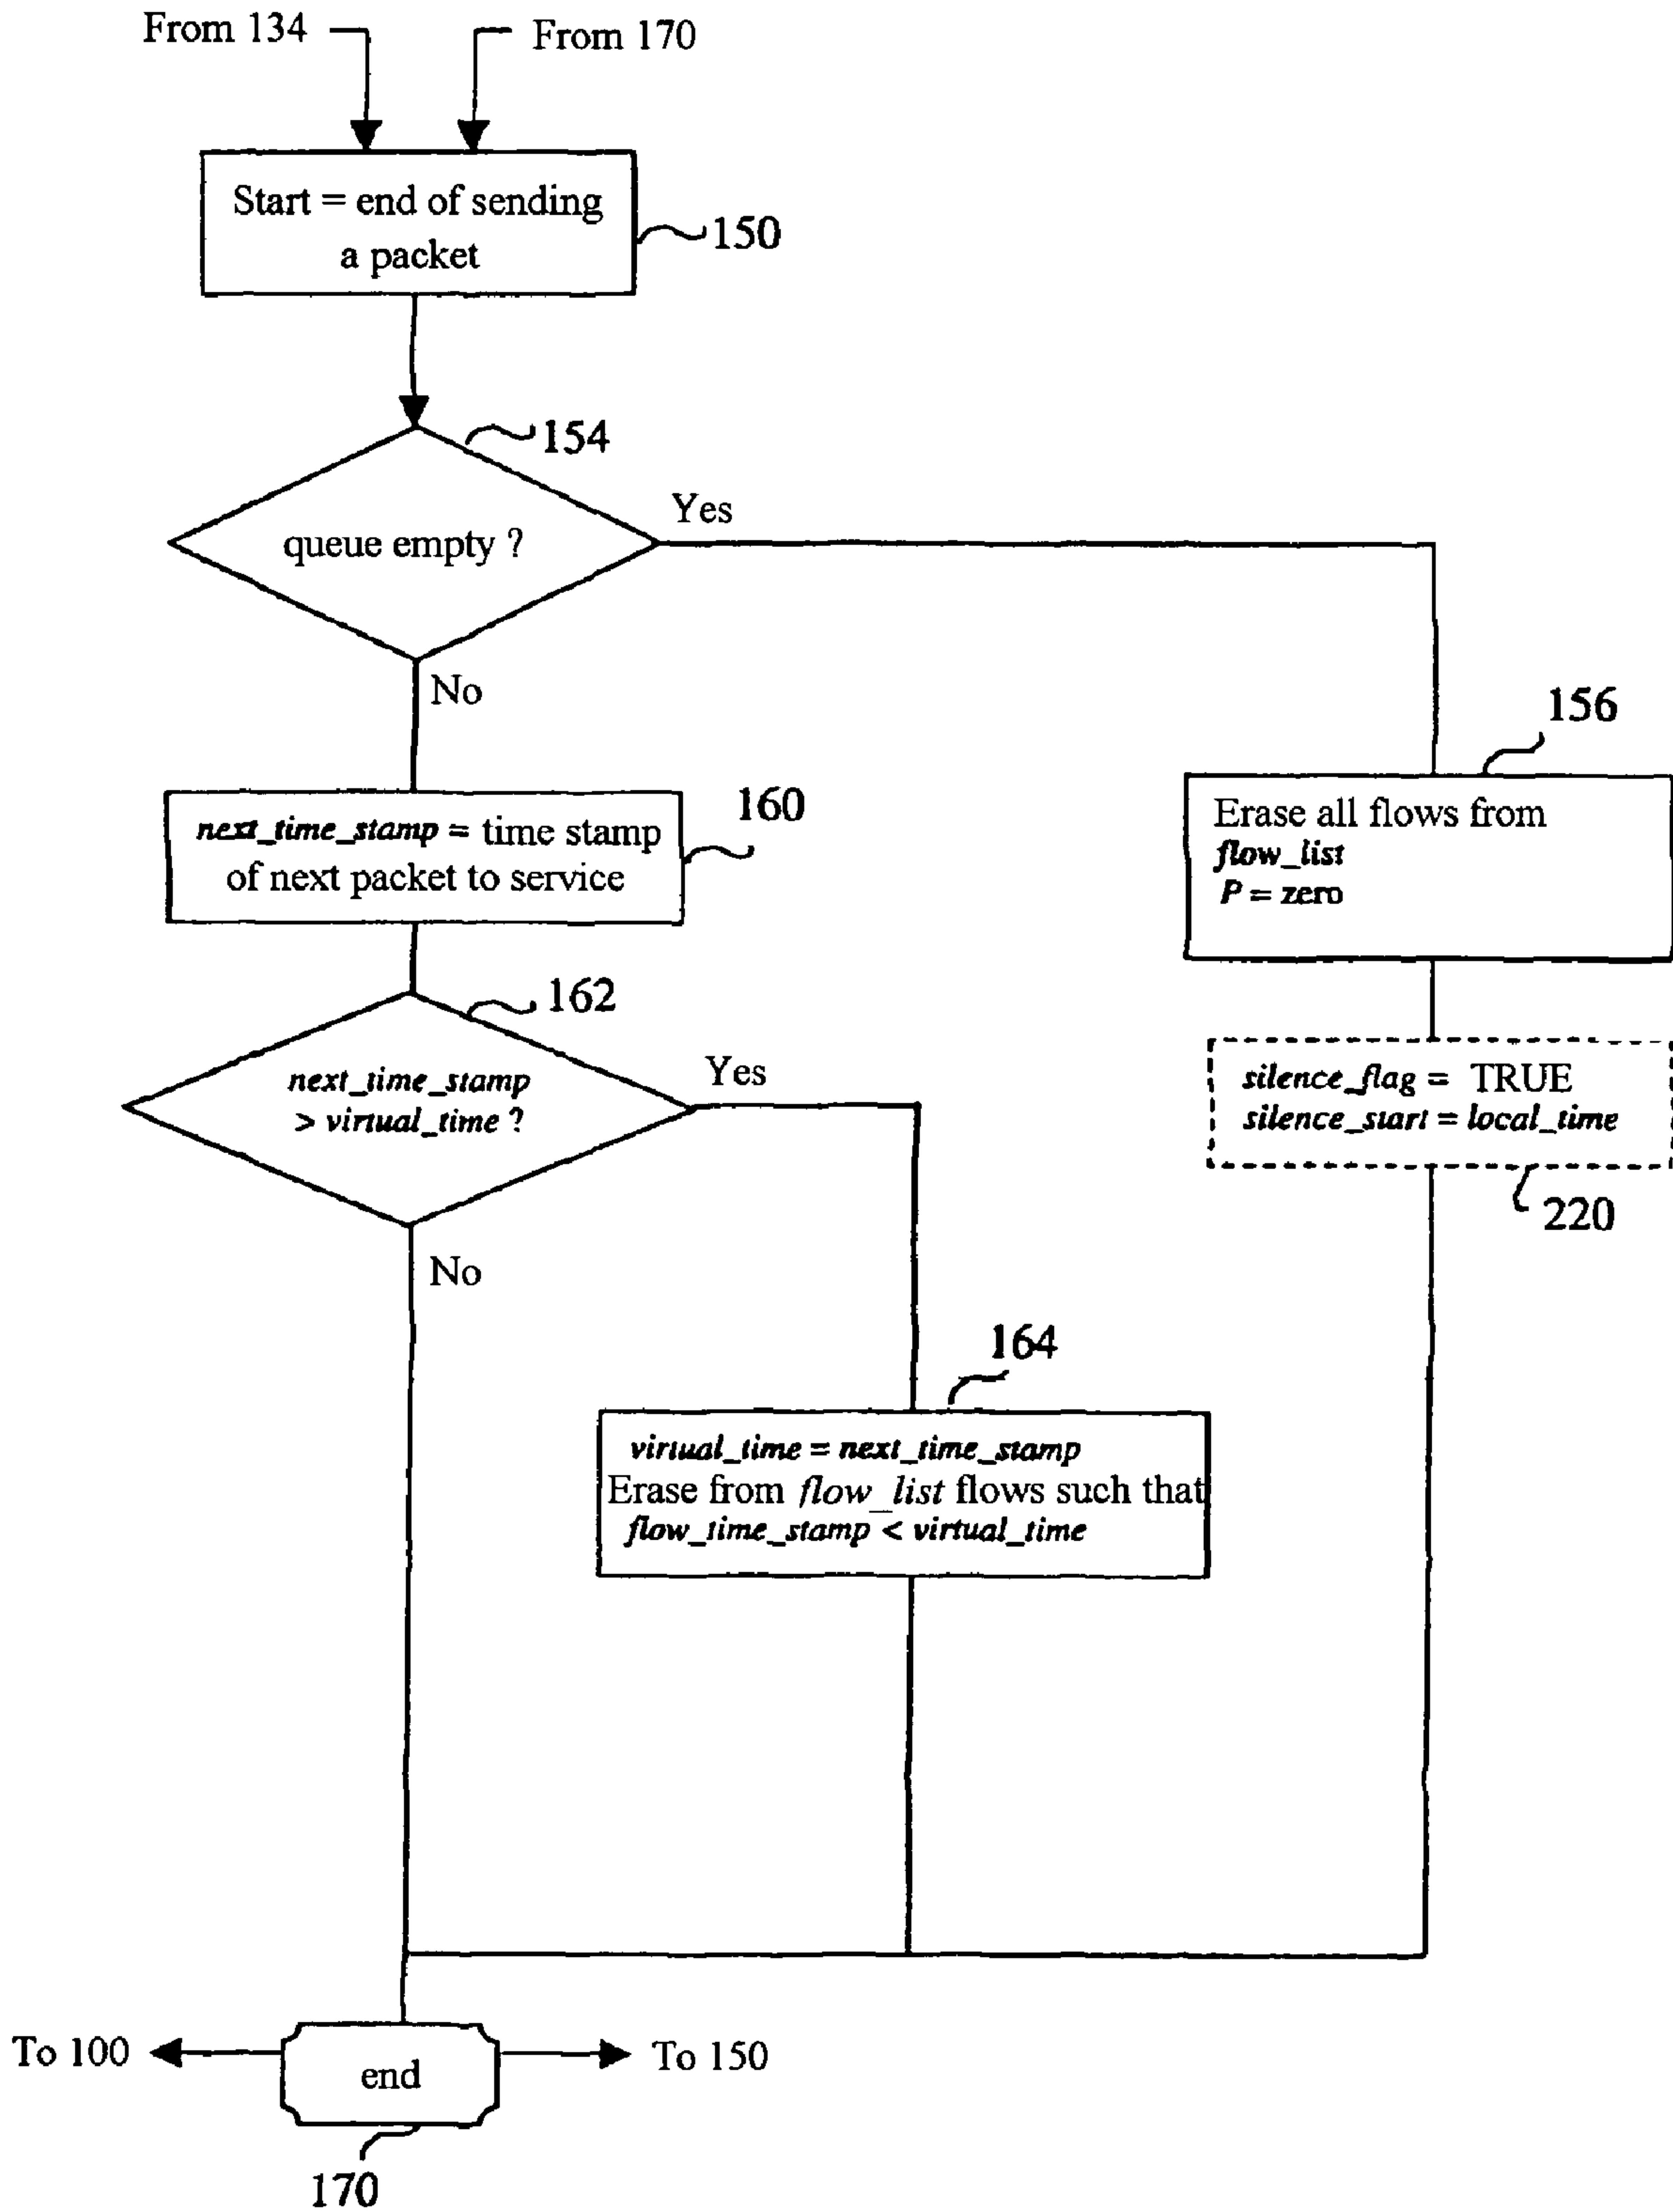 From 134
From 170
Start = end of sending
a packet
150
154
queue empty ?
Yes
No
156
Erase all flows from
flow_list
P = zero
160
next_time_stamp = time stamp
of next packet to service
162
next_time_stamp
> virtual_time ?
Yes
No
silence_flag = TRUE
silence_start = local_time
220
164
virtual_time = next_time_stamp
Erase from flow_list flows such that
flow_time_stamp < virtual_time
To 100
end
To 150
170